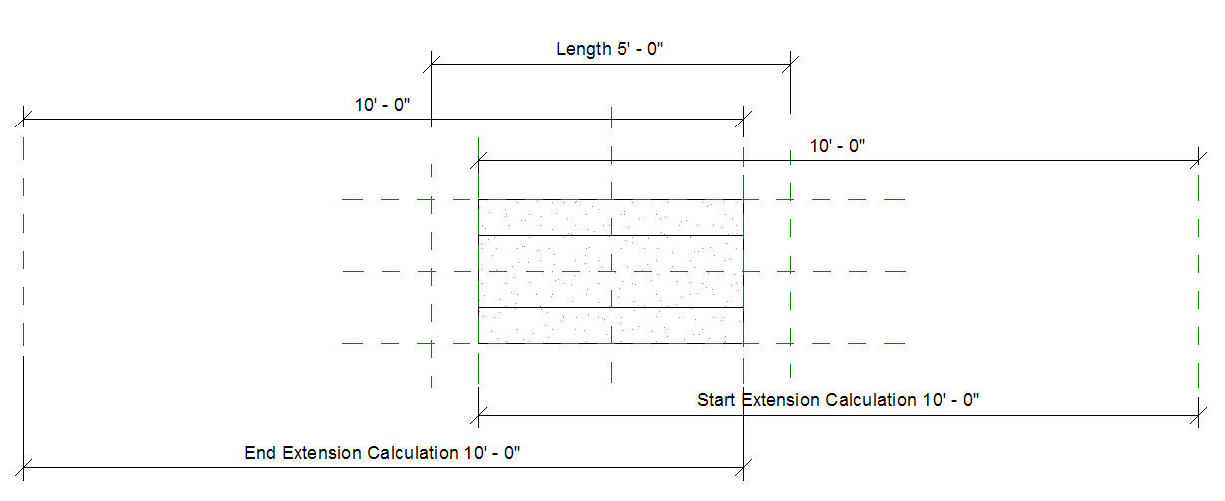 Length 5' - 0"
10' - 0"
10' - 0"
Start Extension Calculation 10' - 0"
End Extension Calculation 10' - 0"